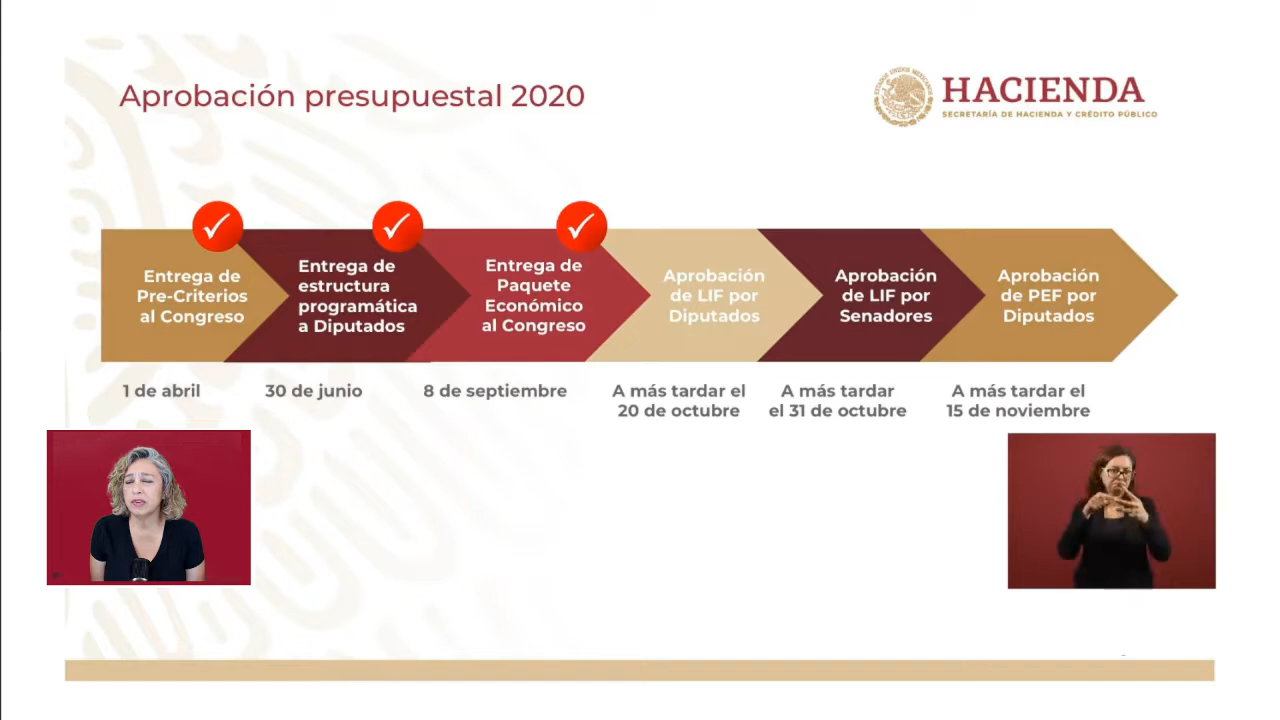 Aprobación presupuestal 2020
ESTADOS UNIDOS MEXICANOS
HACIENDA
SECRETARÍA DE HACIENDA Y CRÉDITO PÚBLICO
Entrega de
Pre-Criterios
al Congreso
Entrega de
estructura
programática
a Diputados
Entrega de
Paquete
Económico
al Congreso
Aprobación
de LIF por
Diputados
Aprobación
de LIF por
Senadores
Aprobación
de PEF por
Diputados
1 de abril
30 de junio
8 de septiembre
A más tardar el
20 de octubre
A más tardar
el 31 de octubre
A más tardar el
15 de noviembre